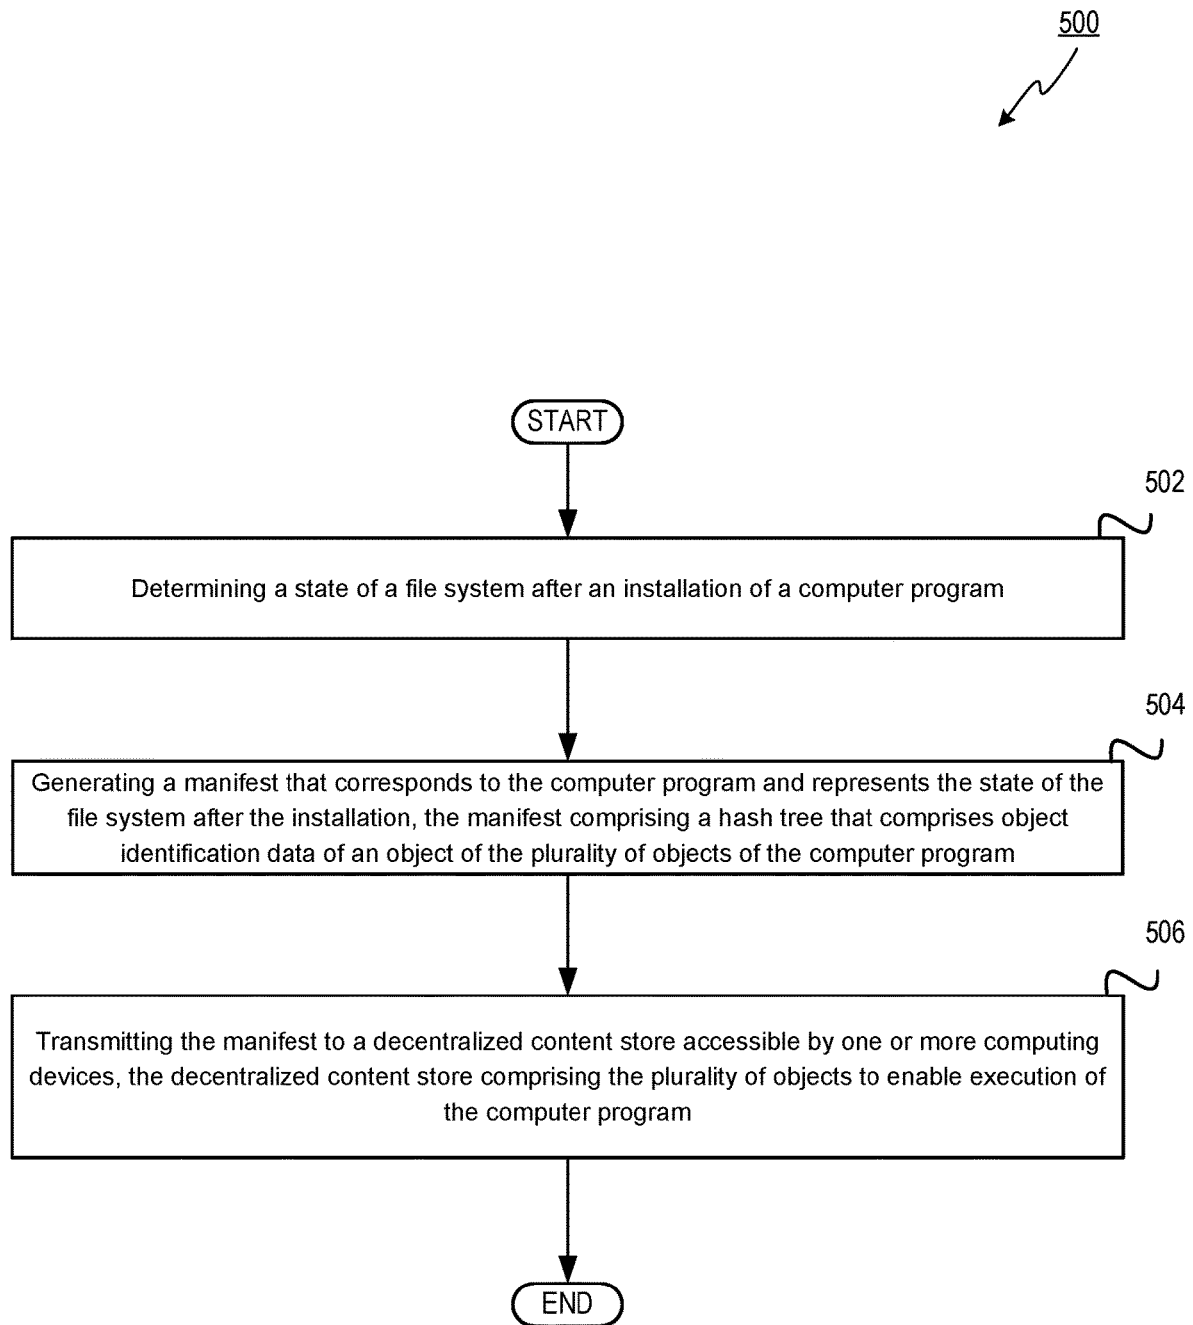 500
START
502
Determining a state of a file system after an installation of a computer program
504
Generating a manifest that corresponds to the computer program and represents the state of the
file system after the installation, the manifest comprising a hash tree that comprises object
identification data of an object of the plurality of objects of the computer program
506
Transmitting the manifest to a decentralized content store accessible by one or more computing
devices, the decentralized content store comprising the plurality of objects to enable execution of
the computer program
END